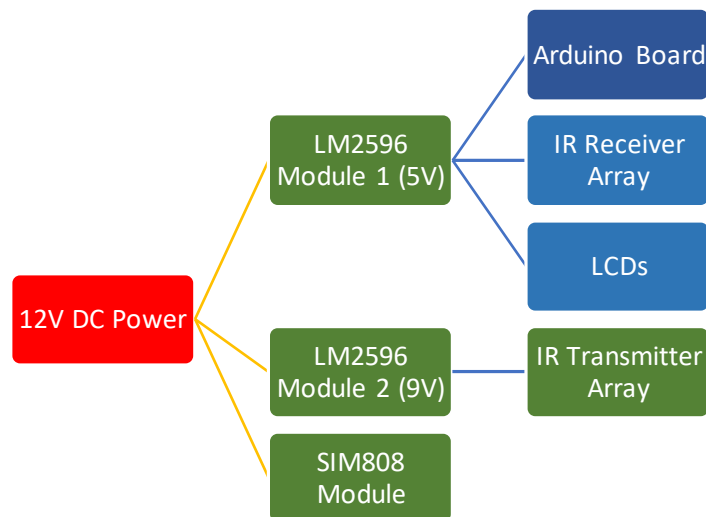 12V DC Power
LM2596
Module 1 (5V)
Arduino Board
IR Receiver
Array
LCDs
LM2596
Module 2 (9V)
IR Transmitter
Array
SIM808
Module